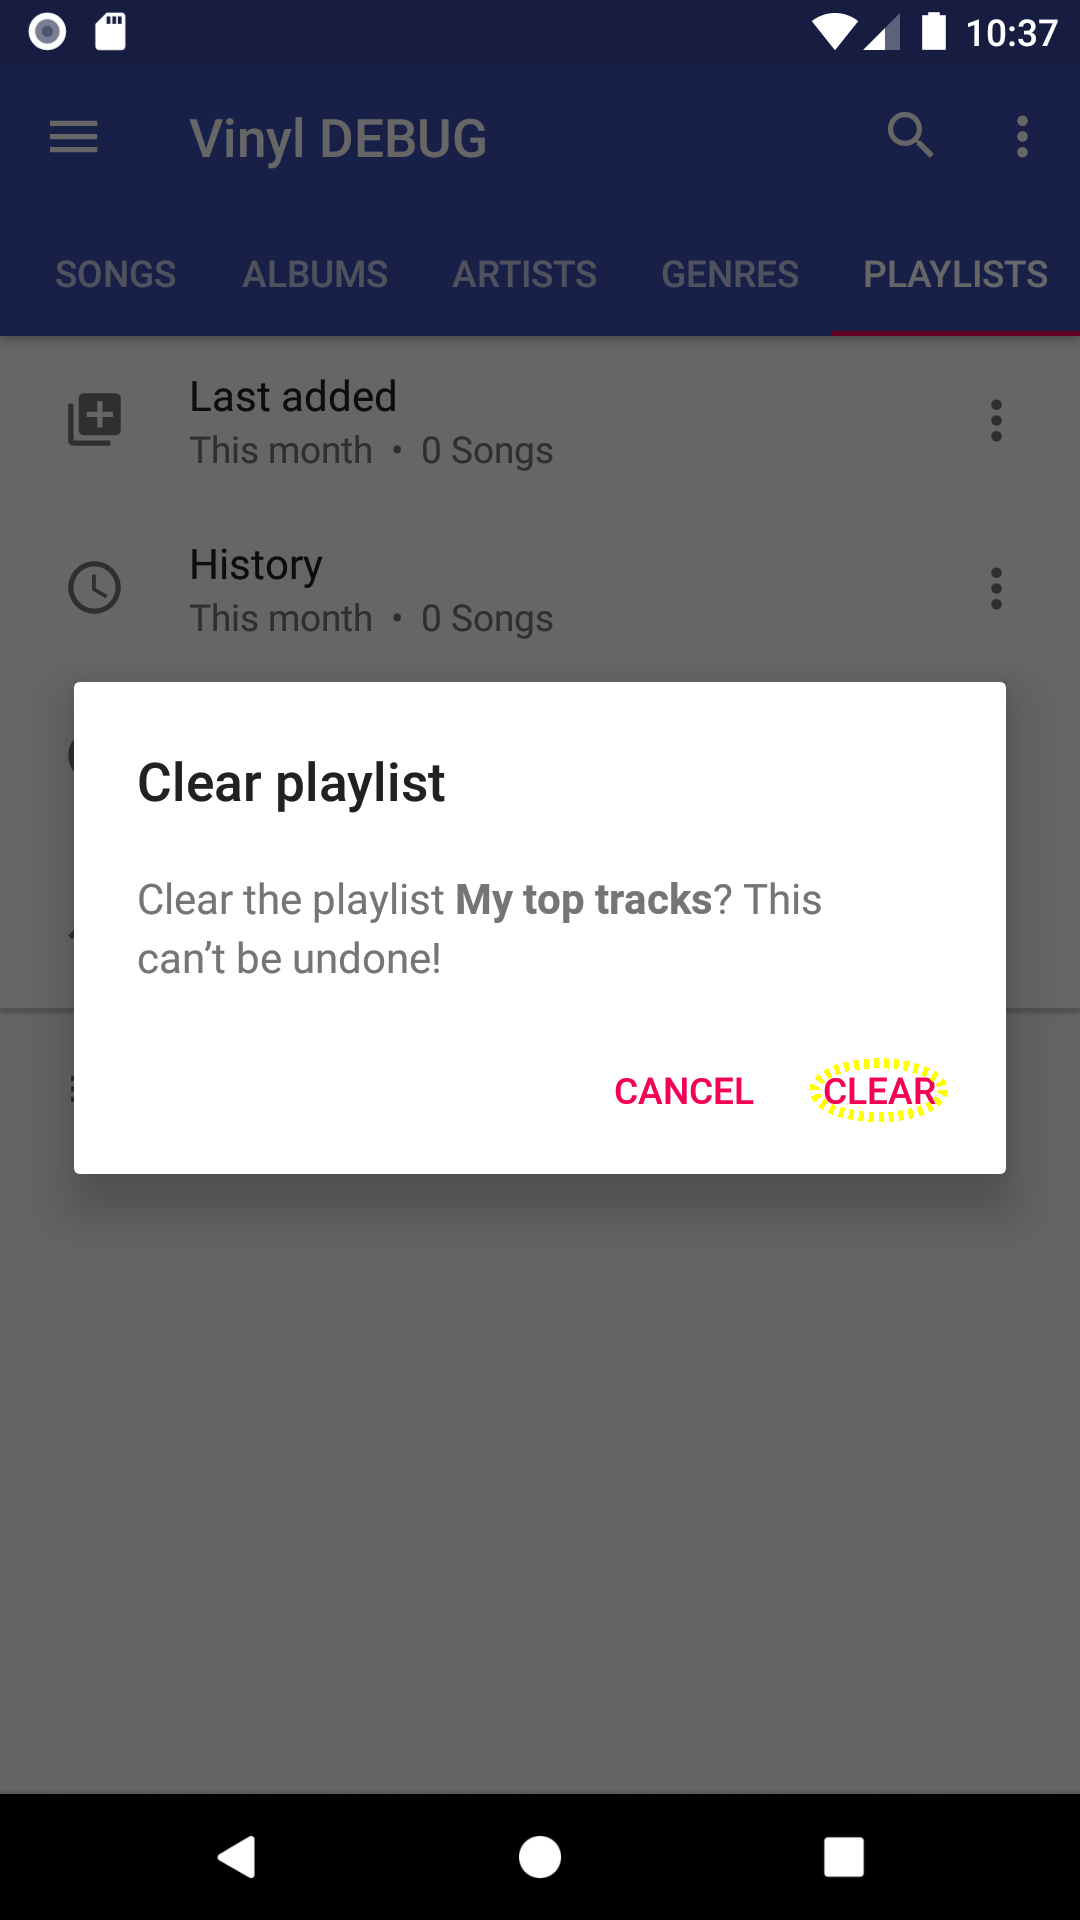 10:37
Vinyl DEBUG
SONGS ALBUMS ARTISTS GENRES PLAYLISTS
Last added
This month • 0 Songs
History
This month • 0 Songs
Clear playlist
Clear the playlist My top tracks? This
can’t be undone!
CANCEL CLEAR